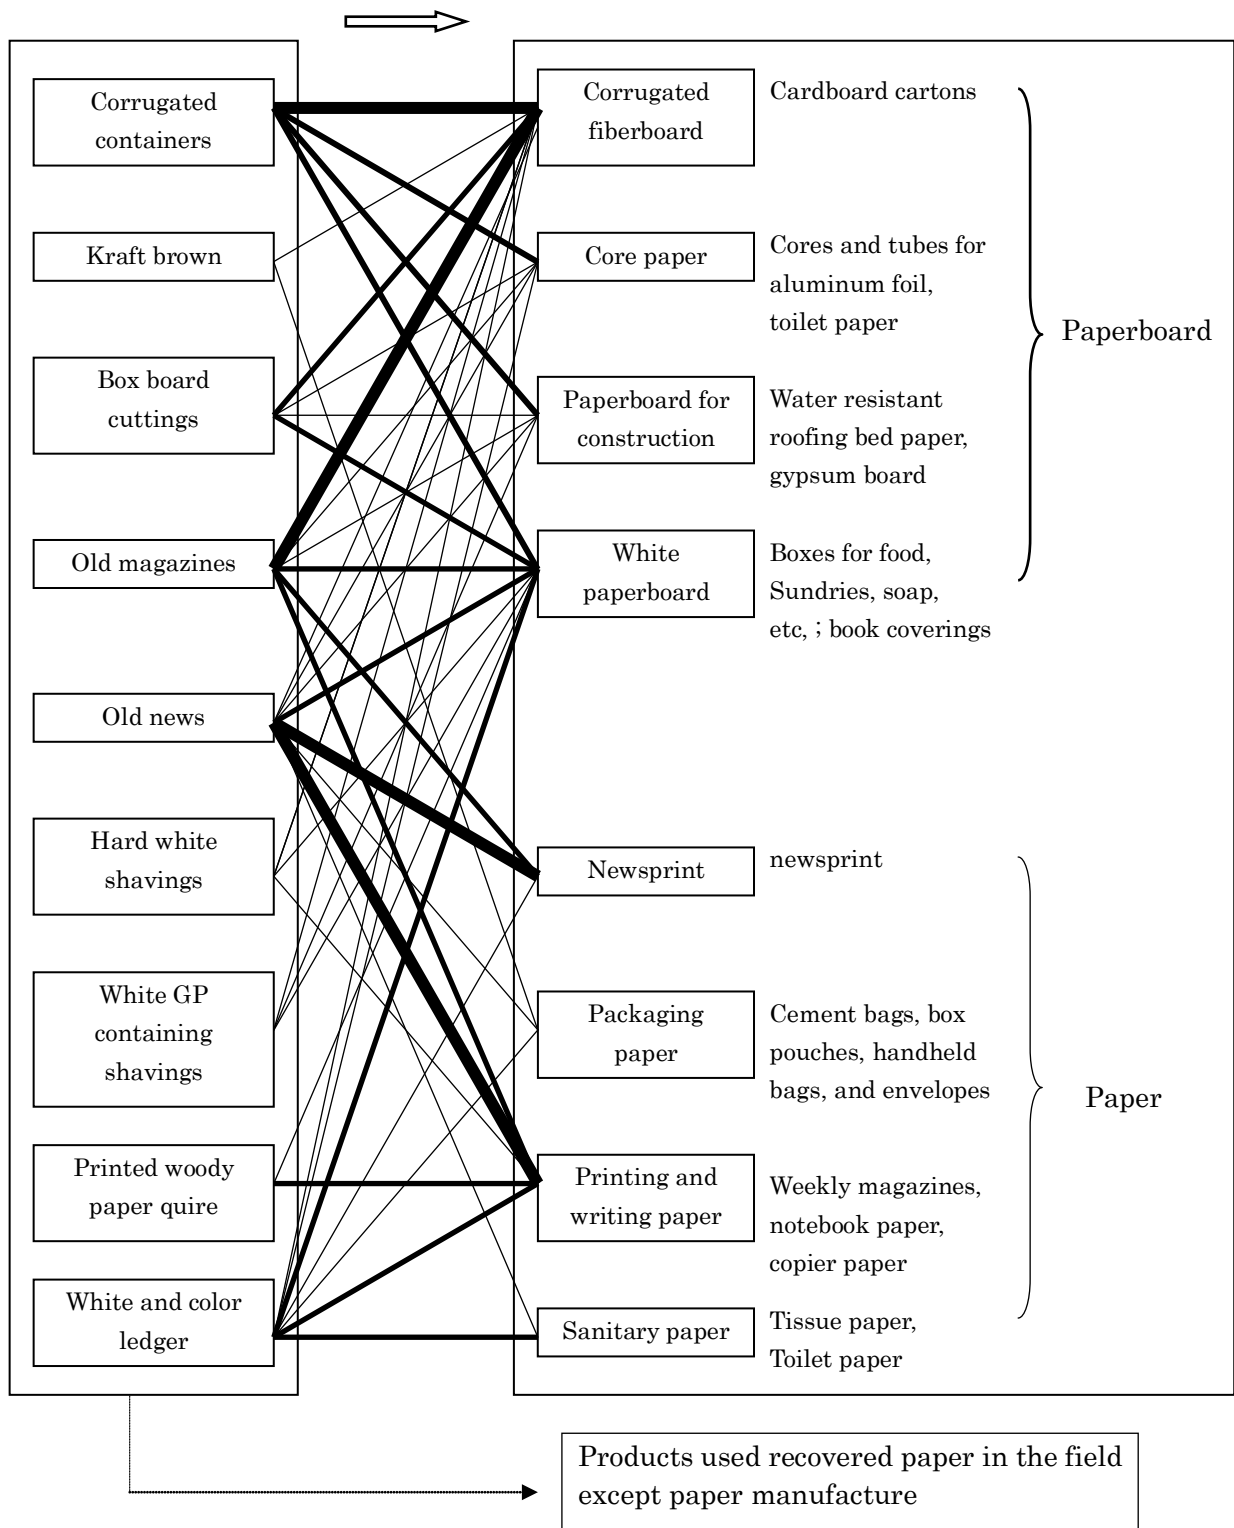 Corrugated
containers
Kraft brown
Box board
cuttings
Old magazines
Old news
Hard white
shavings
White GP
containing
shavings
Printed woody
paper quire
White and color
ledger
Corrugated
fiberboard
Cardboard cartons
Core paper
Cores and tubes for
aluminum foil,
toilet paper
Paperboard for
construction
Water resistant
roofing bed paper,
gypsum board
White
paperboard
Boxes for food,
Sundries, soap,
etc, ; book coverings
Paperboard
Newsprint
newsprint
Packaging
paper
Cement bags, box
pouches, handheld
bags, and envelopes
Printing and
writing paper
Weekly magazines,
notebook paper,
copier paper
Sanitary paper
Tissue paper,
Toilet paper
Paper
Products used recovered paper in the field
except paper manufacture